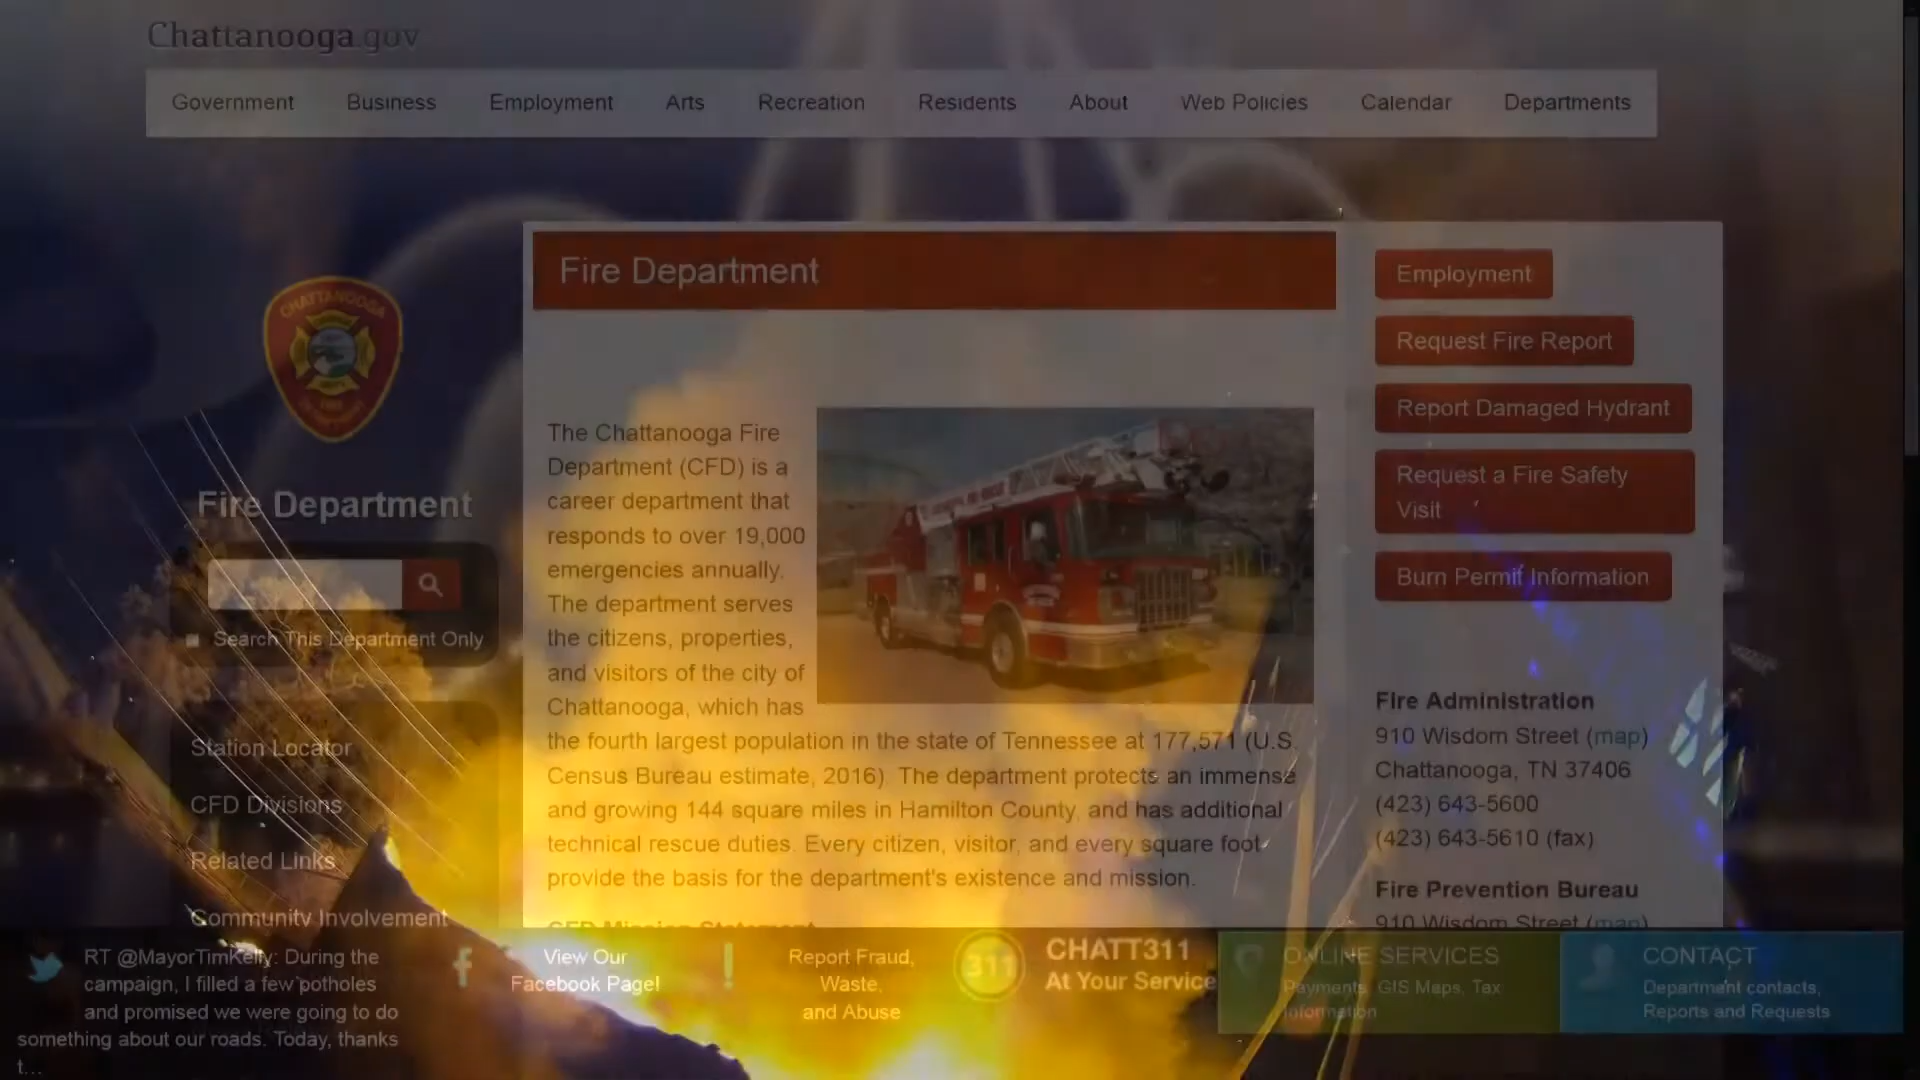 Chattanooga.gov
Government Business Employment Arts Recreation Residents About Web Policies Calendar Departments
CHATTANOOGA
Fire Department
Search This Department Only
Station Locator
CFD Divisions
Related Links
Community Involvement
Fire Department
The Chattanooga Fire
Department (CFD) is a
career department that
responds to over 19,000
emergencies annually.
The department serves
the citizens, properties,
and visitors of the city of
Chattanooga, which has
the fourth largest population in the state of Tennessee at 177,571 (U.S.
Census Bureau estimate, 2016). The department protects an immense
and growing 144 square miles in Hamilton County, and has additional
technical rescue duties. Every citizen, visitor, and every square foot
provide the basis for the department's existence and mission.
CFD Mission Statement
Employment
Request Fire Report
Report Damaged Hydrant
Request a Fire Safety
Visit
Burn Permit Information
Fire Administration
910 Wisdom Street (map)
Chattanooga, TN 37406
(423) 643-5600
(423) 643-5610 (fax)
Fire Prevention Bureau
910 Wisdom Street (map)
RT @MayorTimKelly: During the
campaign, I filled a few potholes
and promised we were going to do
something about our roads. Today, thanks
t...
View Our
Facebook Page!
Report Fraud,
Waste,
and Abuse
311
CHATT311
At Your Service
ONLINE SERVICES
Payments, GIS Maps, Tax
Information
CONTACT
Department contacts,
Reports and Requests